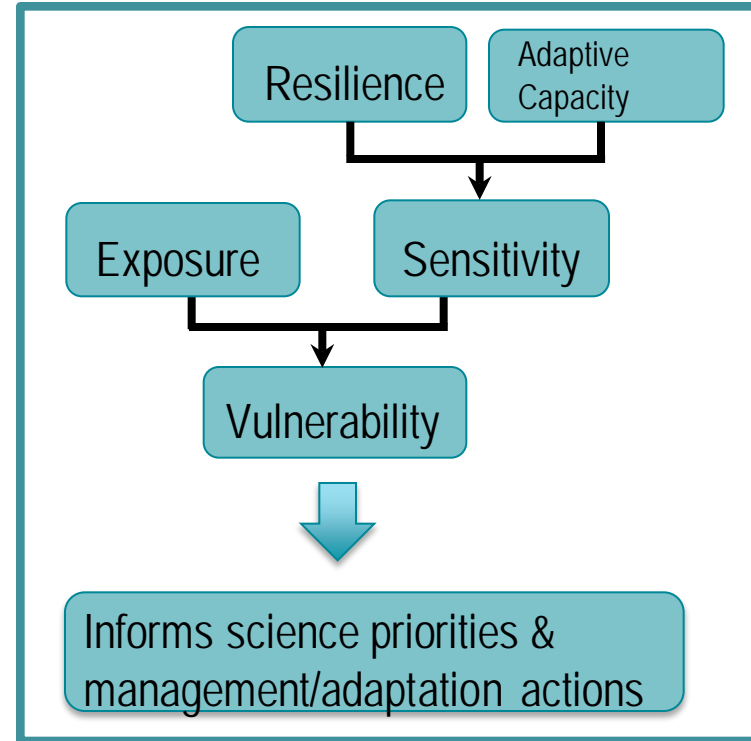 Resilience
Adaptive
Capacity
Exposure
Sensitivity
Vulnerability
Informs science priorities &
management/adaptation actions